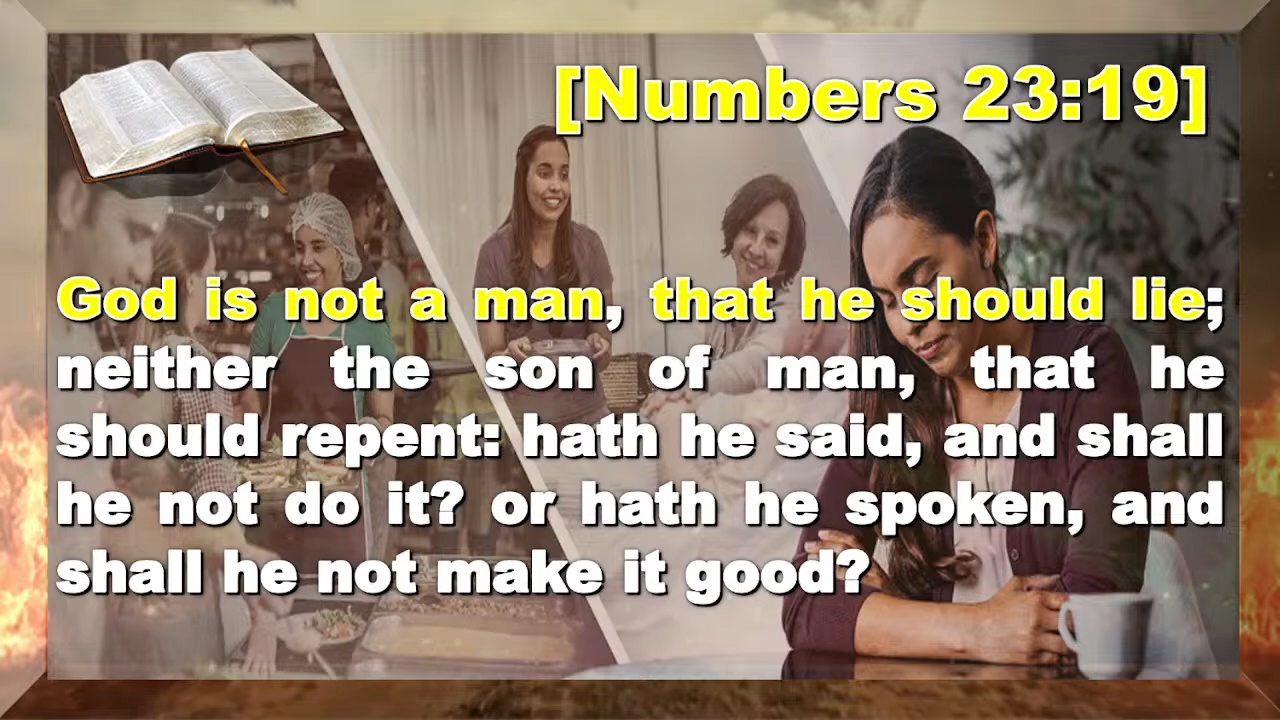 [Numbers 23:19]
God is not a man, that he should lie;
neither the son of man, that he
should repent: hath he said, and shall
he not do it? or hath he spoken, and
shall he not make it good?